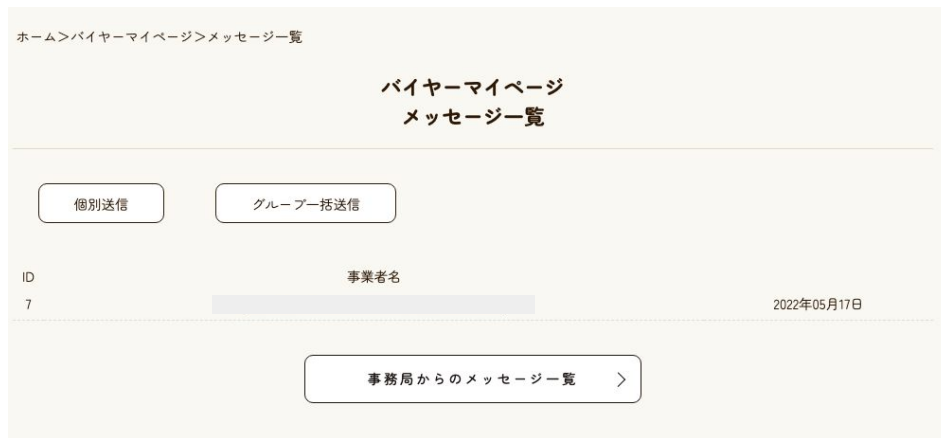 ホーム＞バイヤーマイページ＞メッセージ一覧
バイヤーマイページ
メッセージ一覧
個別送信 グループ一括送信
ID 事業者名
7 2022年05月17日
事務局からのメッセージ一覧